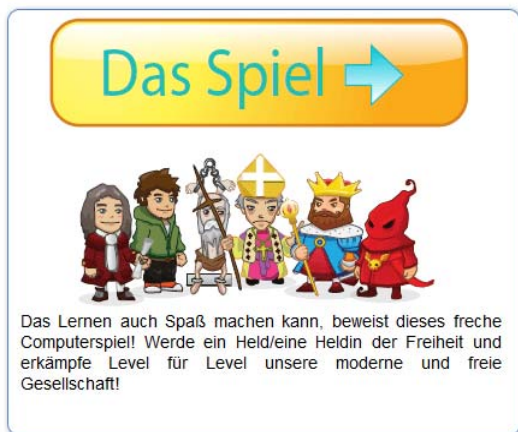 Das Spiel
Das Lernen auch Spaß machen kann, beweist dieses freche
Computerspiel! Werde ein Held/eine Heldin der Freiheit und
erkämpfe Level für Level unsere moderne und freie
Gesellschaft!